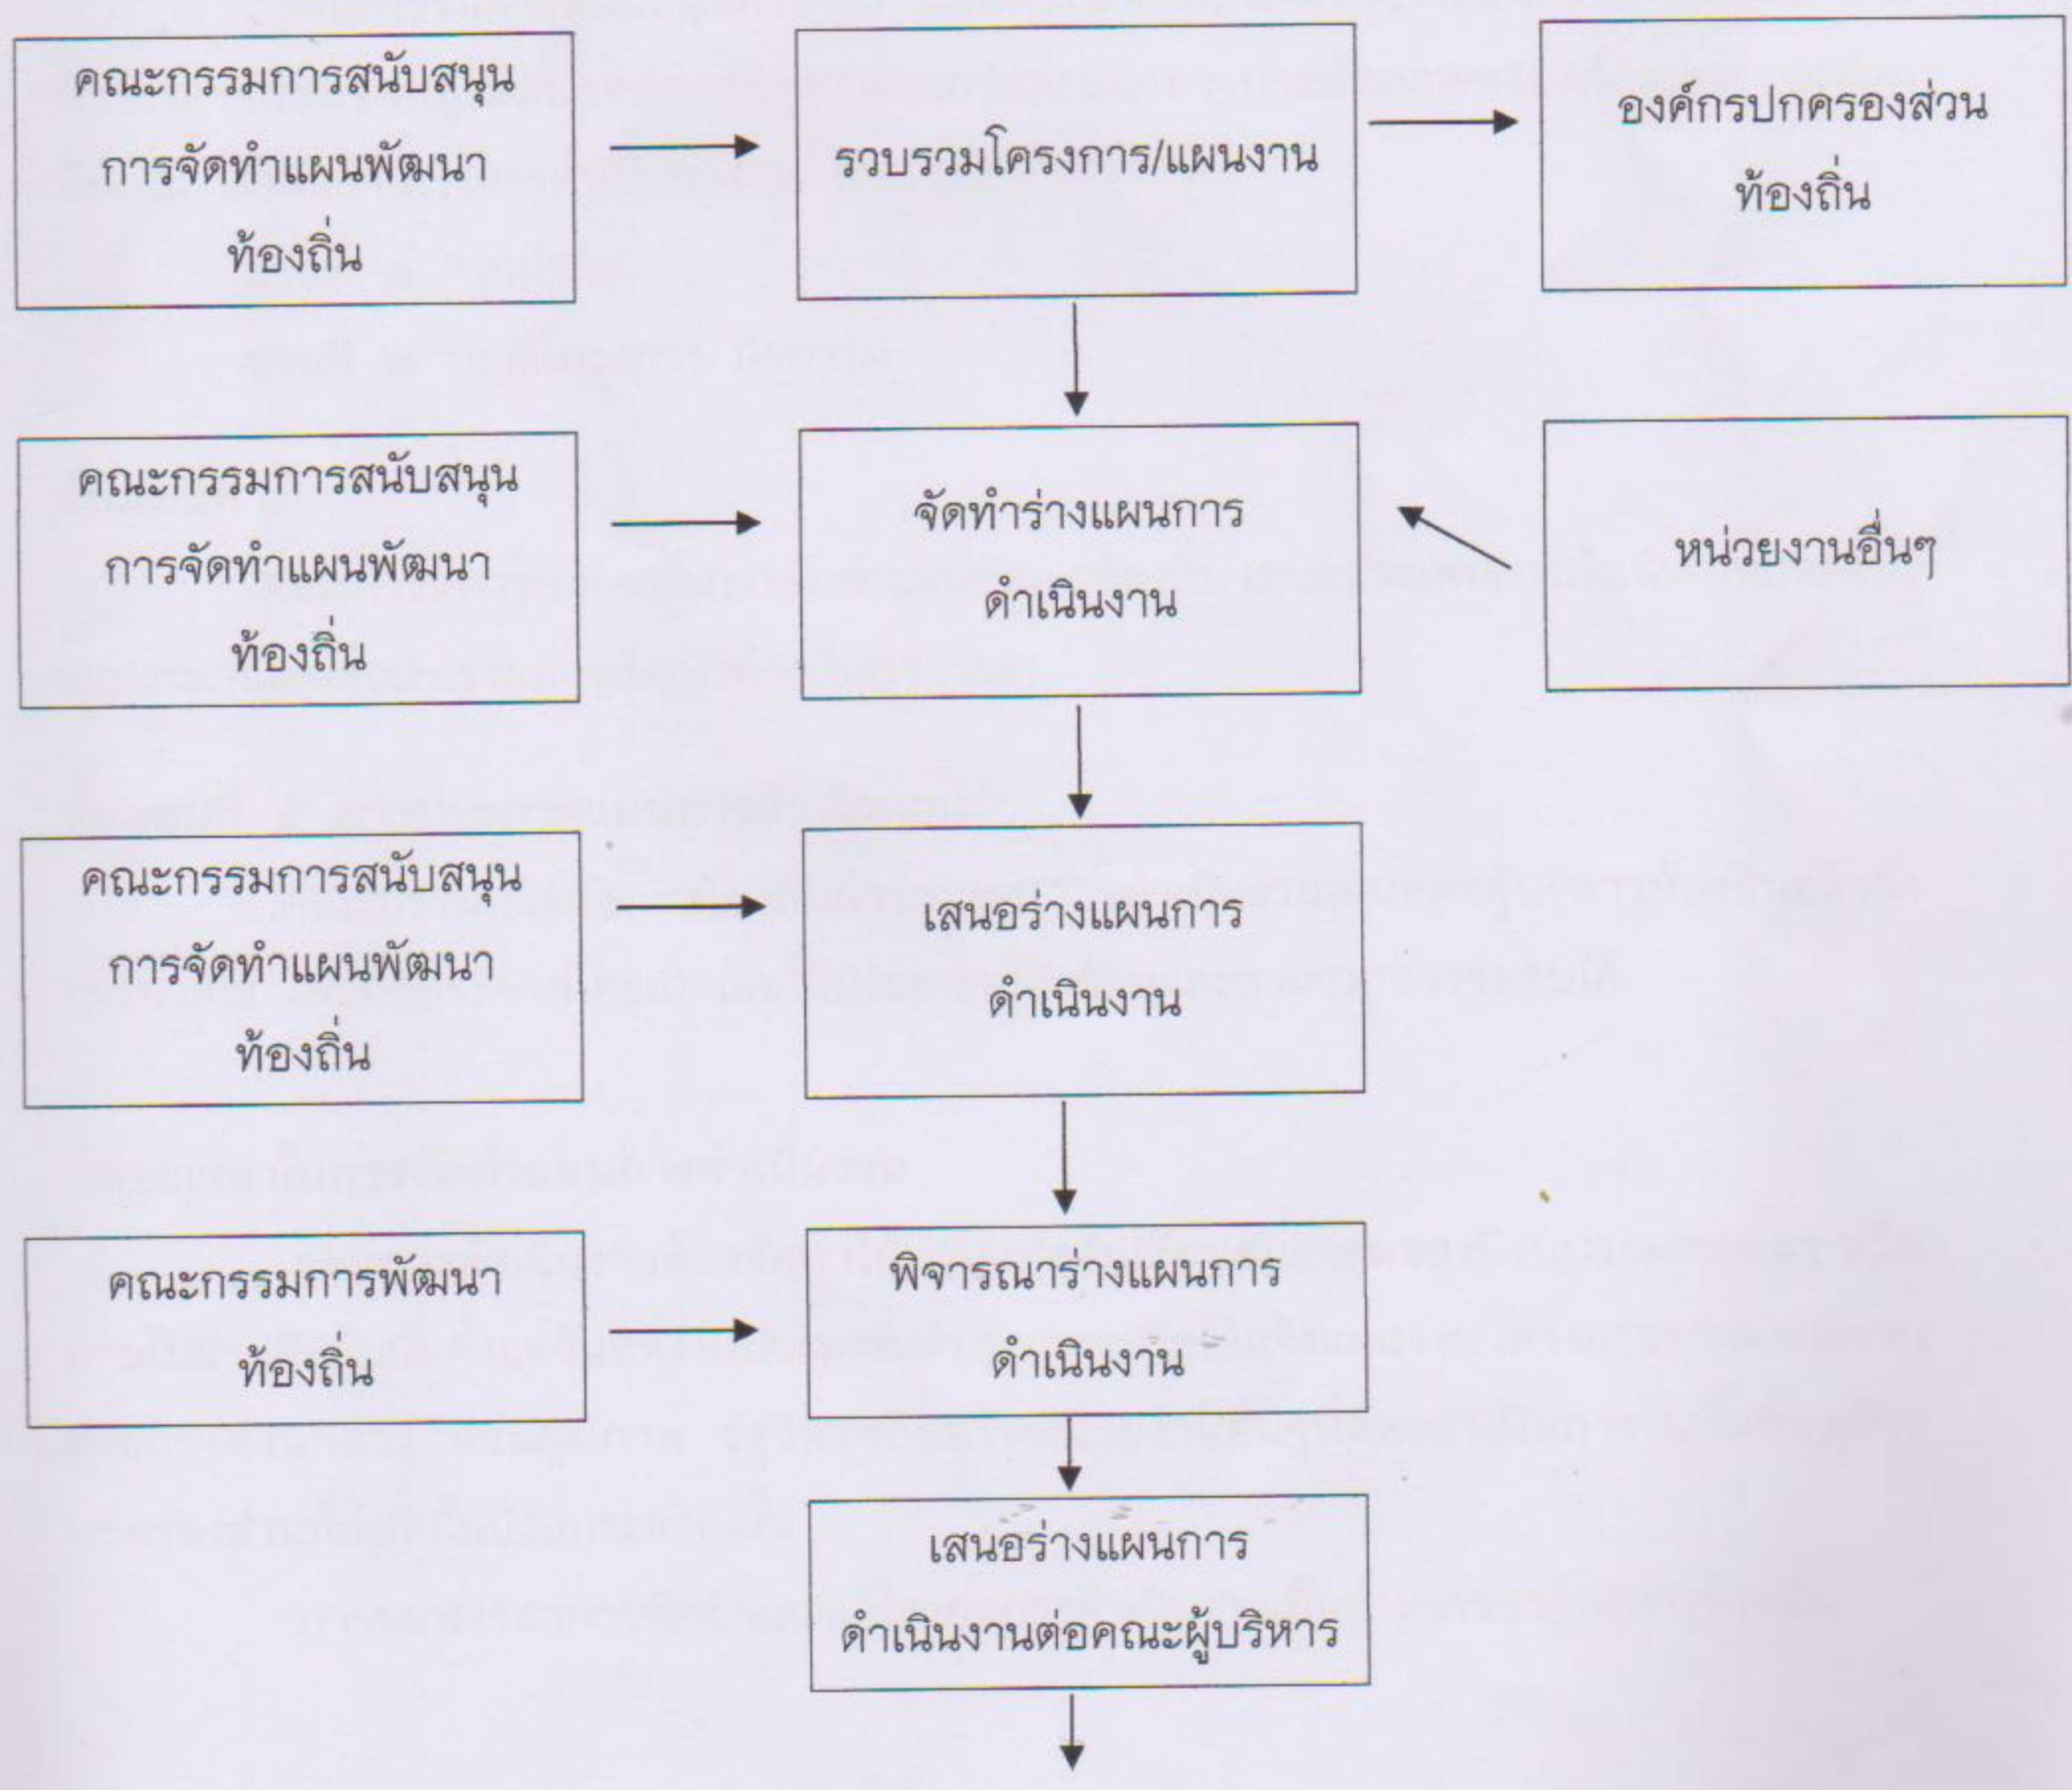 คณะกรรมการสนับสนุน
การจัดทำแผนพัฒนา
ท้องถิ่น
รวบรวมโครงการ/แผนงาน
องค์กรปกครองส่วน
ท้องถิ่น
คณะกรรมการสนับสนุน
การจัดทำแผนพัฒนา
ท้องถิ่น
จัดทำร่างแผนการ
ดำเนินงาน
หน่วยงานอื่นๆ
คณะกรรมการสนับสนุน
การจัดทำแผนพัฒนา
ท้องถิ่น
เสนอร่างแผนการ
ดำเนินงาน
คณะกรรมการพัฒนา
ท้องถิ่น
พิจารณาร่างแผนการ
ดำเนินงาน
เสนอร่างแผนการ
ดำเนินงานต่อคณะผู้บริหาร